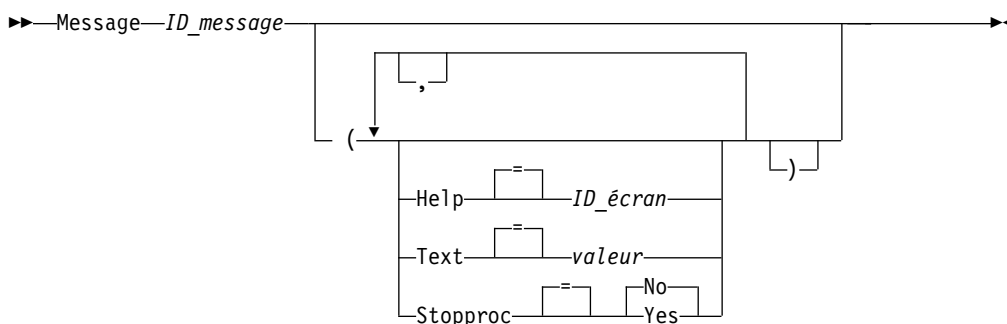 Message ID_message
,
(
)
Help = ID_écran
Text = valeur
Stopproc = No
Yes